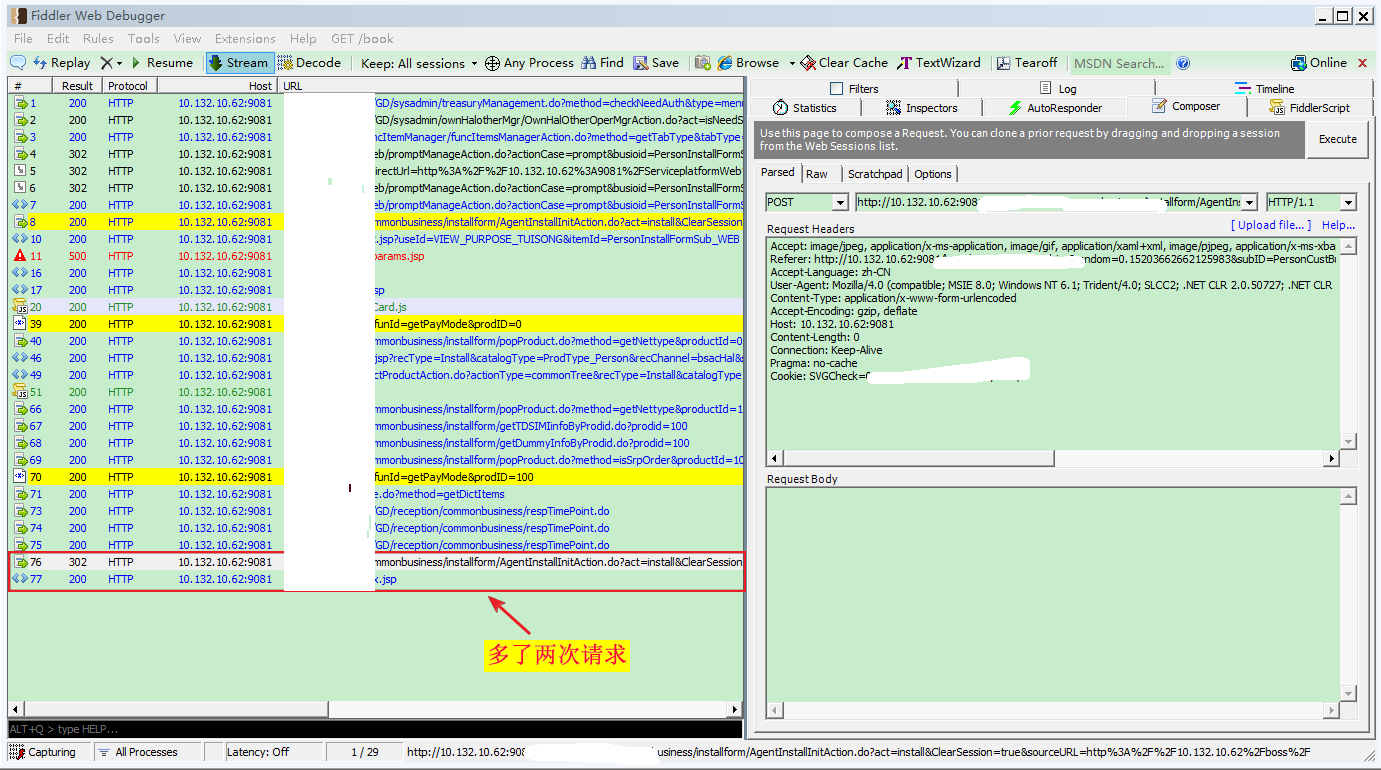 Fiddler Web Debugger
File Edit Rules Tools View Extensions Help GET /book
Replay X Resume Stream Decode Keep: All sessions Any Process Find Save Browse Clear Cache TextWizard Tearoff MSDN Search... Online
# Result Protocol Host URL
1 200 HTTP 10.132.10.62:9081 /GD/sysadmin/treasuryManagement.do?method=checkNeedAuth&type=menu
2 200 HTTP 10.132.10.62:9081 /GD/sysadmin/ownHalotherMgr/OwnHalOtherOperMgrAction.do?act=isNeedS
3 200 HTTP 10.132.10.62:9081 ncItemManager/funcItemsManagerAction.do?method=getTabType&tabType=
4 302 HTTP 10.132.10.62:9081 eb/promptManageAction.do?actionCase=prompt&busioid=PersonInstallFormS
5 302 HTTP 10.132.10.62:9081 directUrl=http%3A%2F%2F10.132.10.62%3A9081%2FServiceplatformWeb
6 302 HTTP 10.132.10.62:9081 eb/promptManageAction.do?actionCase=prompt&busioid=PersonInstallFormS
7 200 HTTP 10.132.10.62:9081 eb/promptManageAction.do?actionCase=prompt&busioid=PersonInstallFormS
8 200 HTTP 10.132.10.62:9081 mmonbusiness/installform/AgentInstallInitAction.do?act=install&ClearSession
10 200 HTTP 10.132.10.62:9081 .jsp?useId=VIEW_PURPOSE_TUISONG&itemId=PersonInstallFormSub_WEB
11 500 HTTP 10.132.10.62:9081 params.jsp
16 200 HTTP 10.132.10.62:9081
17 200 HTTP 10.132.10.62:9081 sp
20 200 HTTP 10.132.10.62:9081 Card.js
39 200 HTTP 10.132.10.62:9081 funId=getPayMode&prodID=0
40 200 HTTP 10.132.10.62:9081 mmonbusiness/installform/popProduct.do?method=getNettype&productId=0
46 200 HTTP 10.132.10.62:9081 jsp?recType=Install&catalogType=ProdType_Person&recChannel=bsacHal&s
49 200 HTTP 10.132.10.62:9081 ctProductAction.do?actionType=commonTree&recType=Install&catalogType
51 200 HTTP 10.132.10.62:9081
66 200 HTTP 10.132.10.62:9081 mmonbusiness/installform/popProduct.do?method=getNettype&productId=1
67 200 HTTP 10.132.10.62:9081 mmonbusiness/installform/getTDSIMIinfoByProdid.do?prodid=100
68 200 HTTP 10.132.10.62:9081 mmonbusiness/installform/getDummyInfoByProdid.do?prodid=100
69 200 HTTP 10.132.10.62:9081 mmonbusiness/installform/popProduct.do?method=isSrpOrder&productId=10
70 200 HTTP 10.132.10.62:9081 funId=getPayMode&prodID=100
71 200 HTTP 10.132.10.62:9081 e.do?method=getDictItems
73 200 HTTP 10.132.10.62:9081 /GD/reception/commonbusiness/respTimePoint.do
74 200 HTTP 10.132.10.62:9081 /GD/reception/commonbusiness/respTimePoint.do
75 200 HTTP 10.132.10.62:9081 /GD/reception/commonbusiness/respTimePoint.do
76 302 HTTP 10.132.10.62:9081 mmonbusiness/installform/AgentInstallInitAction.do?act=install&ClearSession
77 200 HTTP 10.132.10.62:9081 x.jsp
多了两次请求
ALT+Q > type HELP...
Filters Log Timeline
Statistics Inspectors AutoResponder Composer FiddlerScript
Use this page to compose a Request. You can clone a prior request by dragging and dropping a session
from the Web Sessions list.
Execute
Parsed Raw Scratchpad Options
POST http://10.132.10.62:908 stallform/AgentIns HTTP/1.1
Request Headers [ Upload file... ] Help...
Accept: image/jpeg, application/x-ms-application, image/gif, application/xaml+xml, image/pjpeg, application/x-ms-xba
Referer: http://10.132.10.62:9081 ndom=0.15203662662125983&subID=PersonCustB
Accept-Language: zh-CN
User-Agent: Mozilla/4.0 (compatible; MSIE 8.0; Windows NT 6.1; Trident/4.0; SLCC2; .NET CLR 2.0.50727; .NET CLR
Content-Type: application/x-www-form-urlencoded
Accept-Encoding: gzip, deflate
Host: 10.132.10.62:9081
Content-Length: 0
Connection: Keep-Alive
Pragma: no-cache
Cookie: SVGCheck=
Request Body
Capturing All Processes Latency: Off 1 / 29 http://10.132.10.62:908 usiness/installform/AgentInstallInitAction.do?act=install&ClearSession=true&sourceURL=http%3A%2F%2F10.132.10.62%2Fboss%2F